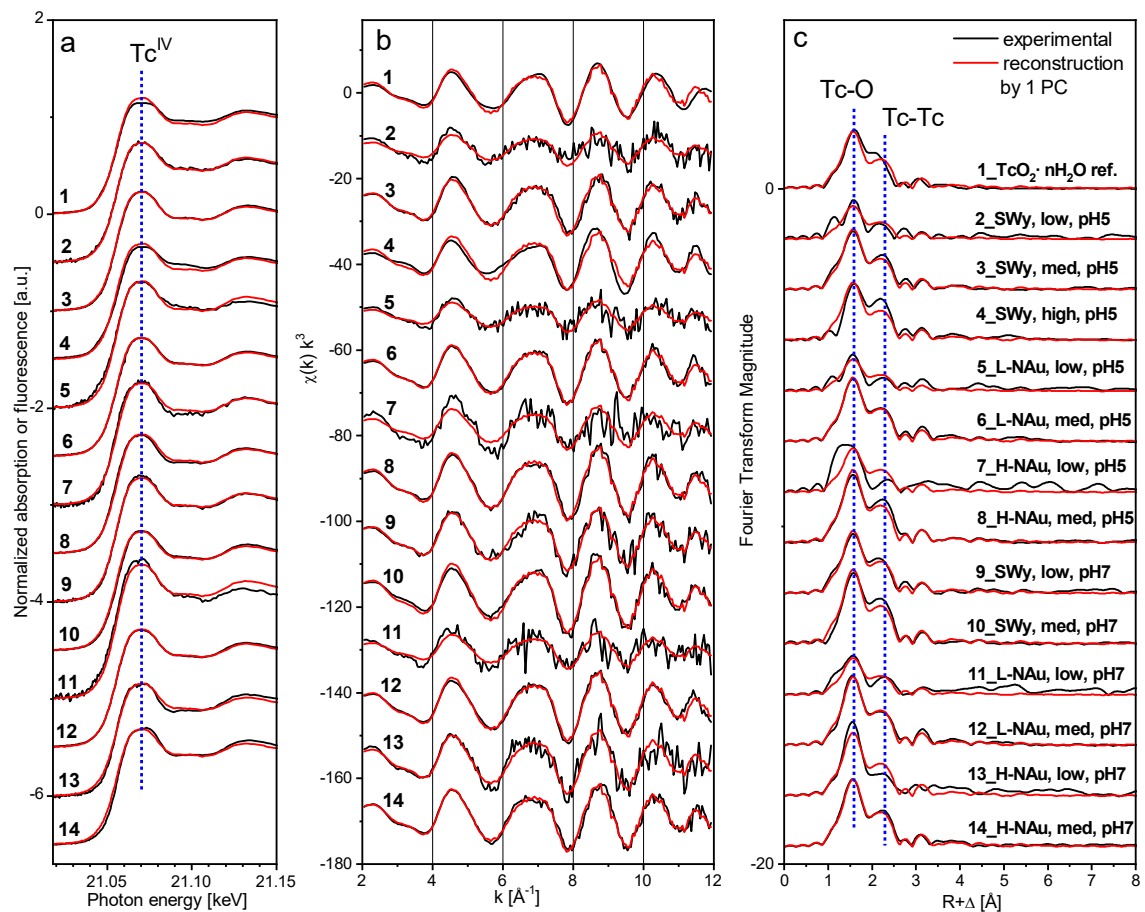 a
Tc^IV
2
0
-2
-4
-6
1
2
3
4
5
6
7
8
9
10
11
12
13
14
21.05
21.10
21.15
Photon energy [keV]
Normalized absorption or fluorescence [a.u.]
b
0
-20
-40
-60
-80
-100
-120
-140
-160
-180
1
2
3
4
5
6
7
8
9
10
11
12
13
14
2
4
6
8
10
12
k [Å⁻¹]
χ(k) k³
c
experimental
reconstruction
by 1 PC
Tc-O
Tc-Tc
0
-20
1_TcO₂· nH₂O ref.
2_SWy, low, pH5
3_SWy, med, pH5
4_SWy, high, pH5
5_L-NAu, low, pH5
6_L-NAu, med, pH5
7_H-NAu, low, pH5
8_H-NAu, med, pH5
9_SWy, low, pH7
10_SWy, med, pH7
11_L-NAu, low, pH7
12_L-NAu, med, pH7
13_H-NAu, low, pH7
14_H-NAu, med, pH7
0
1
2
3
4
5
6
7
8
R+Δ [Å]
Fourier Transform Magnitude